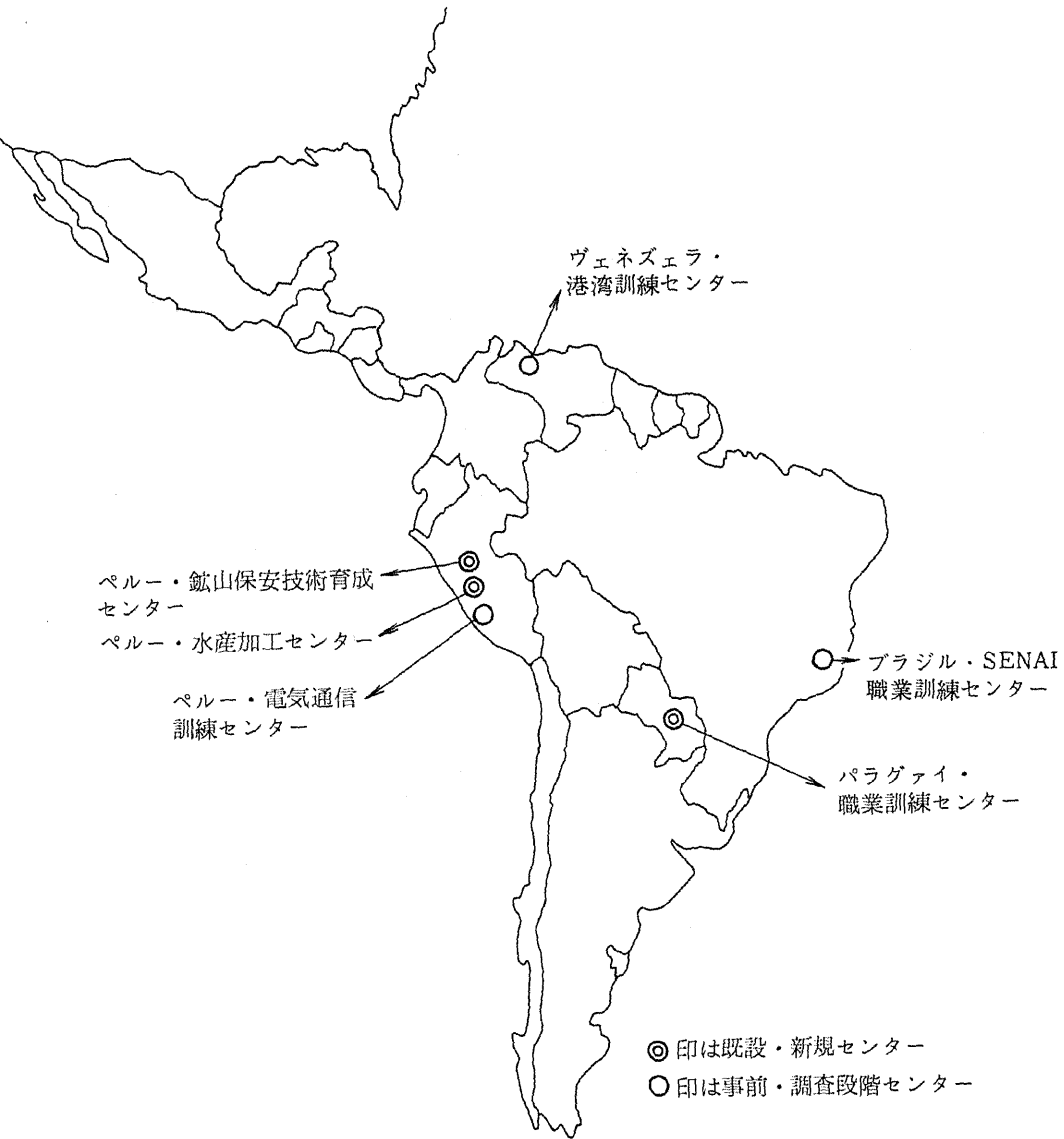 ヴェネズェラ・
港湾訓練センター
ペルー・鉱山保安技術育成
センター
ペルー・水産加工センター
ペルー・電気通信
訓練センター
ブラジル・SENAI
職業訓練センター
パラグァイ・
職業訓練センター
◎印は既設・新規センター
○印は事前・調査段階センター